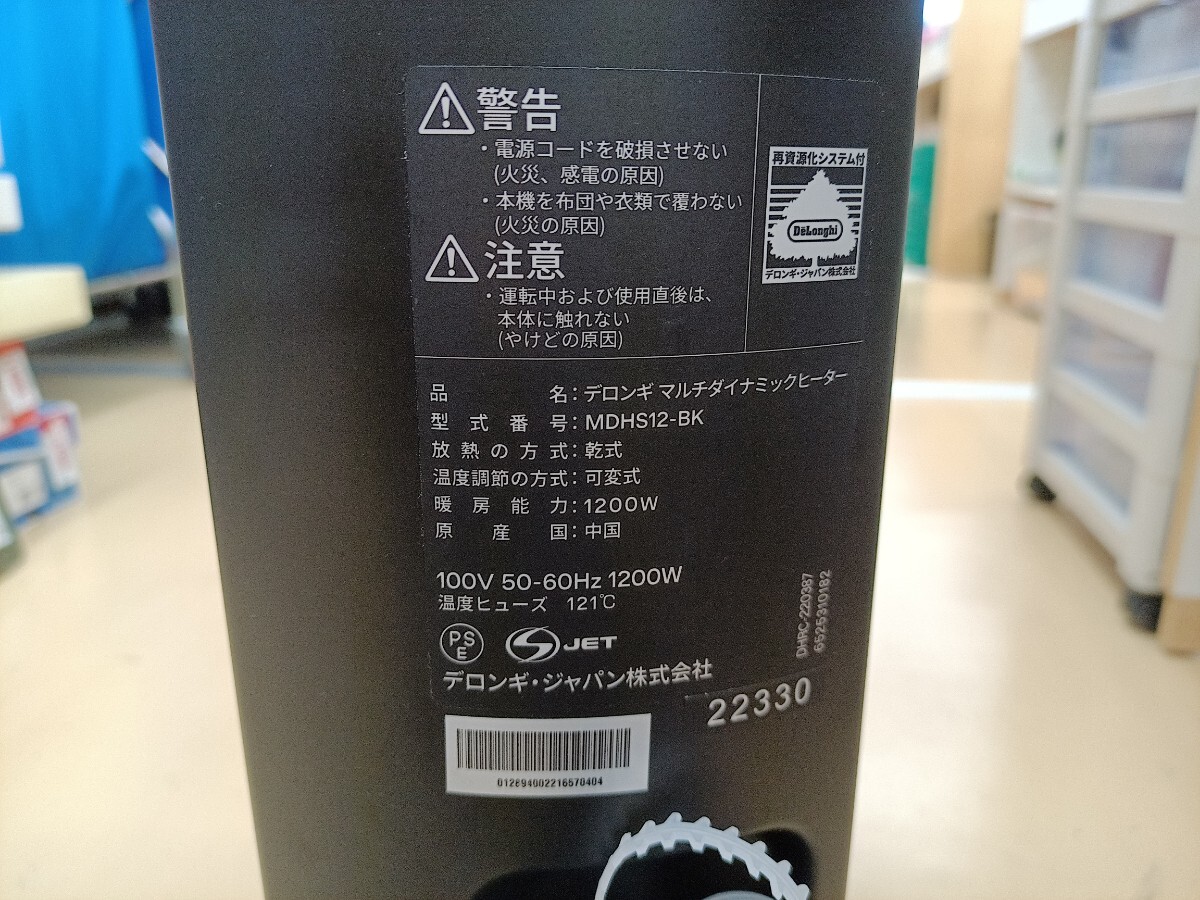 警告
・電源コードを破損させない
(火災、感電の原因)
・本機を布団や衣類で覆わない
(火災の原因)
注意
・運転中および使用直後は、
本体に触れない
(やけどの原因)
再資源化システム付
DeLonghi
デロンギ・ジャパン株式会社
品名：デロンギ マルチダイナミックヒーター
型式番号：MDHS12-BK
放熱の方式：乾式
温度調節の方式：可変式
暖房能力：1200W
原産国：中国
100V 50-60Hz 1200W
温度ヒューズ 121℃
PSE
S JET
デロンギ・ジャパン株式会社
DHRC-220387
6525310182
22330
012894002216570404